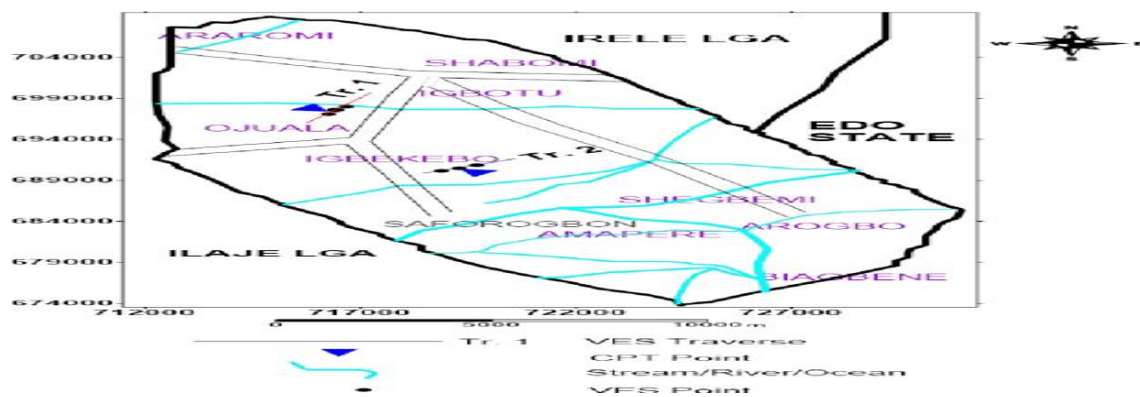 N
W E
S
ARAROMI
IRELE LGA
704000
SHABOMI
Tr. 1
699000
IGBOTU
OJUALA
EDO
STATE
694000
IGBEKEBO
Tr. 2
689000
SHEGBEMI
684000
SAFOROGBON
AROGBO
AMAPERE
ILAJE LGA
679000
BIAGBENE
674000
712000 717000 722000 727000
0 5000 10000 m
Tr. 1 VES Traverse
CPT Point
Stream/River/Ocean
VES Point